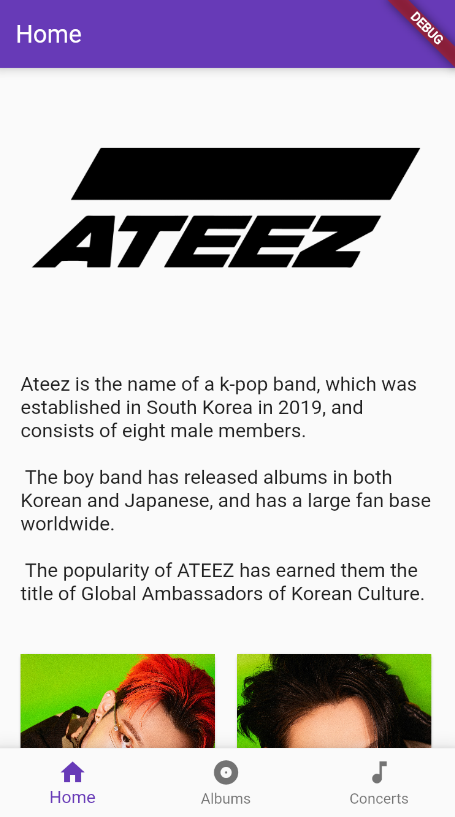 Home
DEBUG
ATEEZ
Ateez is the name of a k-pop band, which was
established in South Korea in 2019, and
consists of eight male members.
The boy band has released albums in both
Korean and Japanese, and has a large fan base
worldwide.
The popularity of ATEEZ has earned them the
title of Global Ambassadors of Korean Culture.
Home
Albums
Concerts